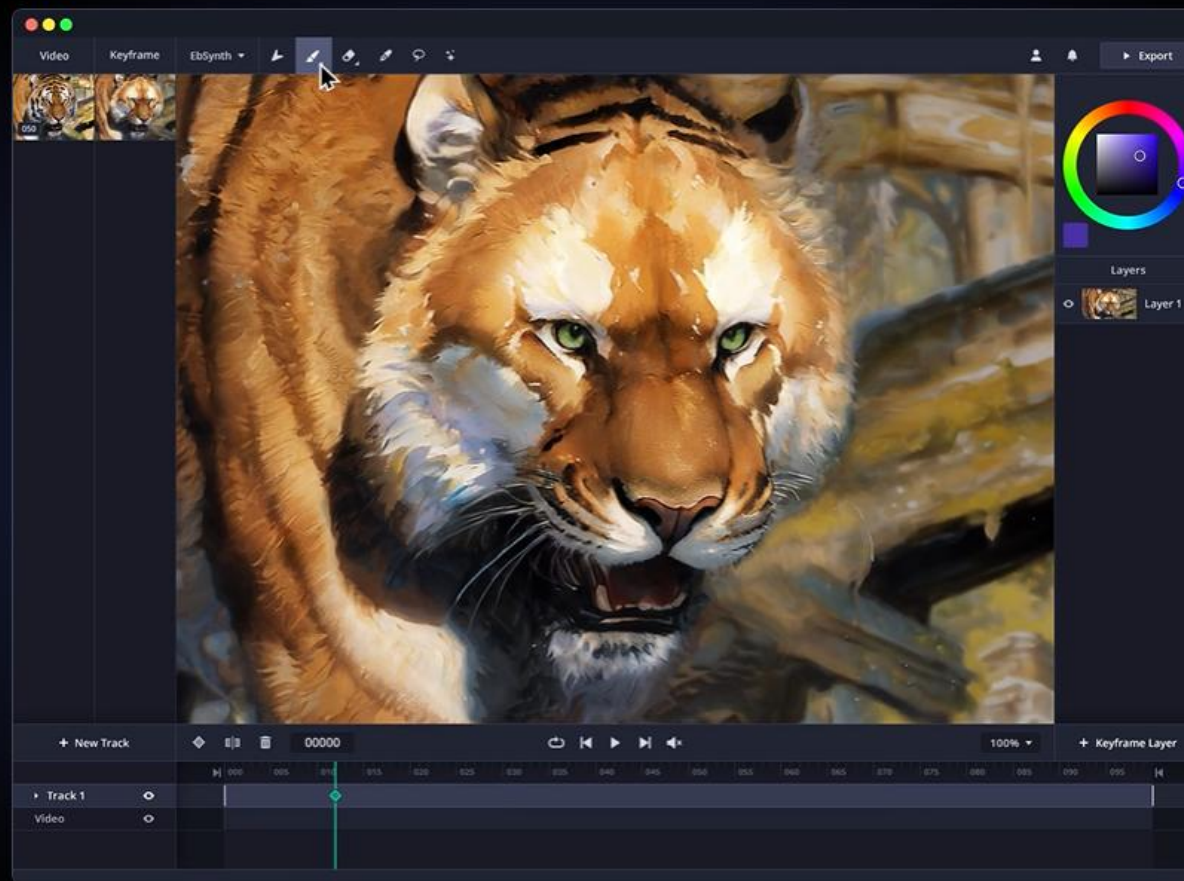 Video Keyframe EbSynth Export
050
Layers
Layer 1
+ New Track 00000 100% + Keyframe Layer
000 005 010 015 020 025 030 035 040 045 050 055 060 065 070 075 080 085 090 095
Track 1
Video